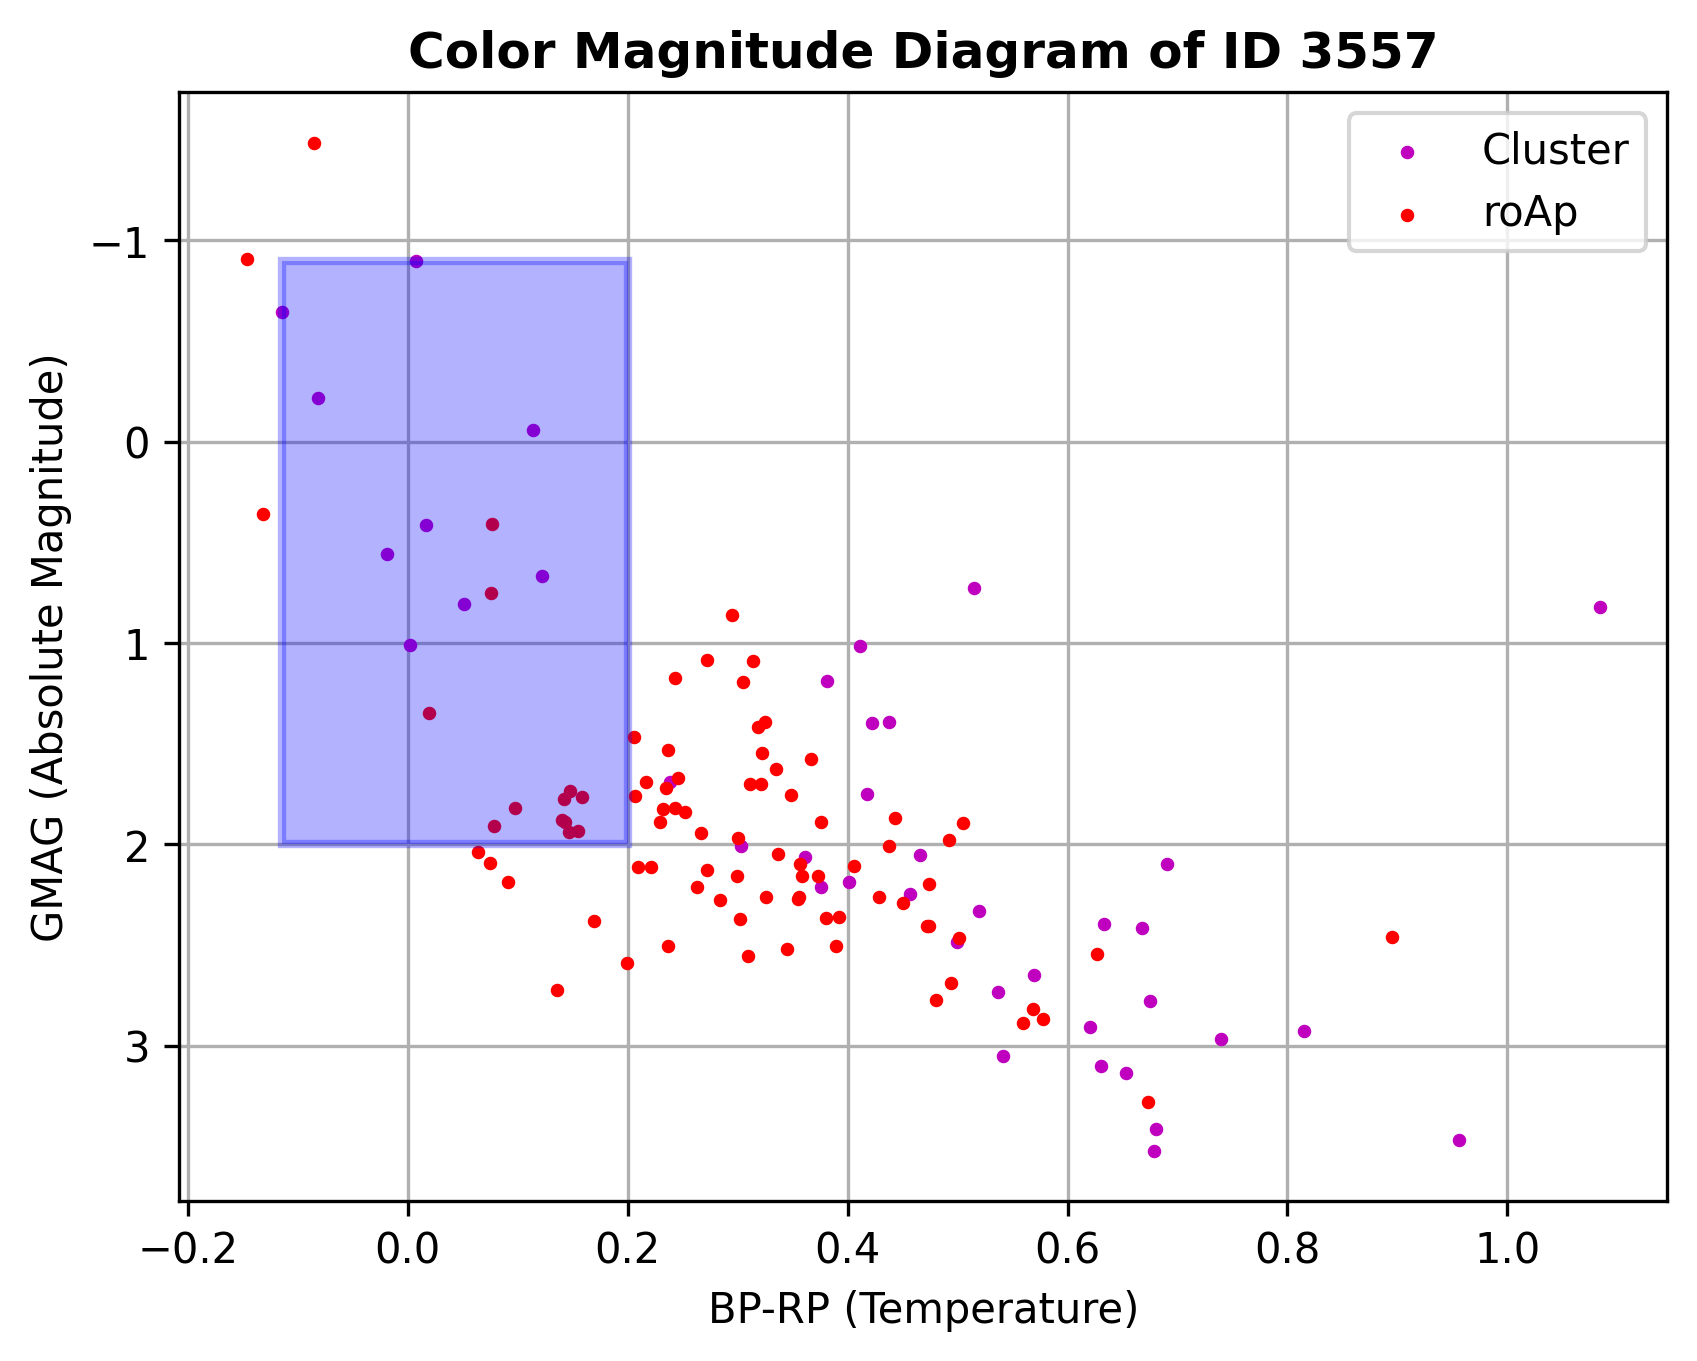 Color Magnitude Diagram of ID 3557
Cluster
roAp
GMAG (Absolute Magnitude)
−1
0
1
2
3
−0.2 0.0 0.2 0.4 0.6 0.8 1.0
BP-RP (Temperature)